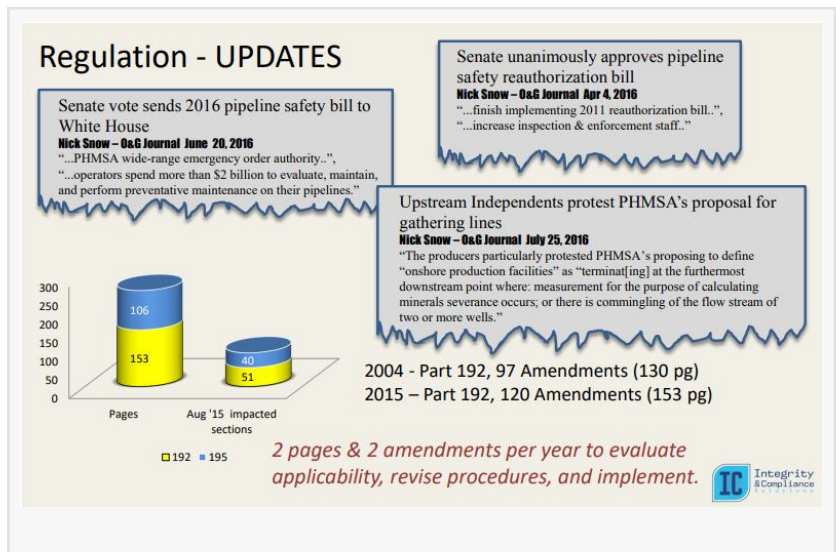 Regulation - UPDATES
Senate vote sends 2016 pipeline safety bill to
White House
Nick Snow – O&G Journal June 20, 2016
“...PHMSA wide-range emergency order authority..”,
“...operators spend more than $2 billion to evaluate, maintain,
and perform preventative maintenance on their pipelines.”
Senate unanimously approves pipeline
safety reauthorization bill
Nick Snow – O&G Journal Apr 4, 2016
“...finish implementing 2011 reauthorization bill..”,
“...increase inspection & enforcement staff..”
Upstream Independents protest PHMSA’s proposal for
gathering lines
Nick Snow – O&G Journal July 25, 2016
“The producers particularly protested PHMSA’s proposing to define
“onshore production facilities” as “terminat[ing] at the furthermost
downstream point where: measurement for the purpose of calculating
minerals severance occurs; or there is commingling of the flow stream of
two or more wells.”
300
250
200
150
100
50
0
106
153
40
51
Pages
Aug '15 impacted
sections
192
195
2004 - Part 192, 97 Amendments (130 pg)
2015 – Part 192, 120 Amendments (153 pg)
2 pages & 2 amendments per year to evaluate
applicability, revise procedures, and implement.
IC
Integrity
&Compliance
Solutions